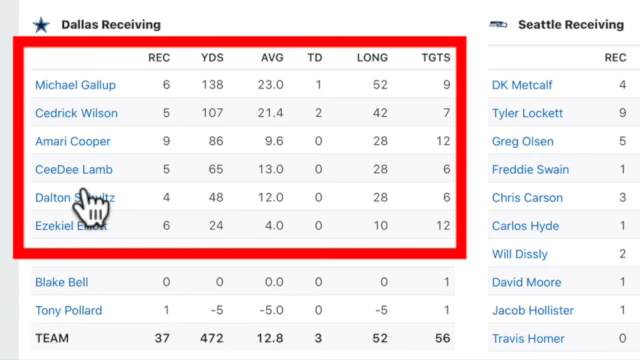 Dallas Receiving
REC YDS AVG TD LONG TGTS
Michael Gallup 6 138 23.0 1 52 9
Cedrick Wilson 5 107 21.4 2 42 7
Amari Cooper 9 86 9.6 0 28 12
CeeDee Lamb 5 65 13.0 0 28 6
Dalton 4 48 12.0 0 28 6
Ezekiel 6 24 4.0 0 10 12
Blake Bell 0 0 0.0 0 0 1
Tony Pollard 1 -5 -5.0 0 -5 1
TEAM 37 472 12.8 3 52 56
Seattle Receiving
REC
DK Metcalf 4
Tyler Lockett 9
Greg Olsen 5
Freddie Swain 1
Chris Carson 3
Carlos Hyde 1
Will Dissly 2
David Moore 1
Jacob Hollister 1
Travis Homer 0